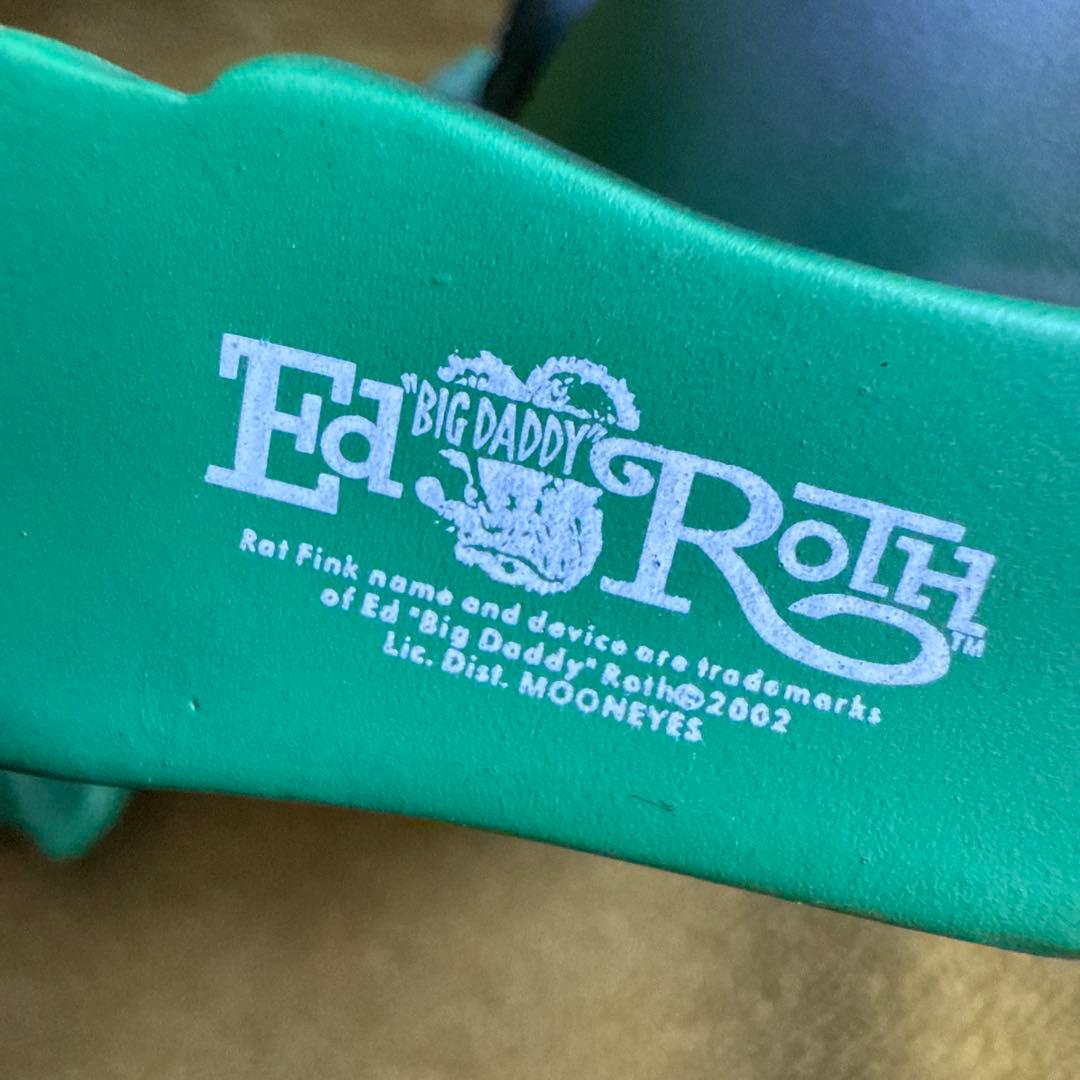 Ed "BIG DADDY" ROTH™
Rat Fink name and device are trademarks
of Ed "Big Daddy" Roth©2002
Lic. Dist. MOONEYES